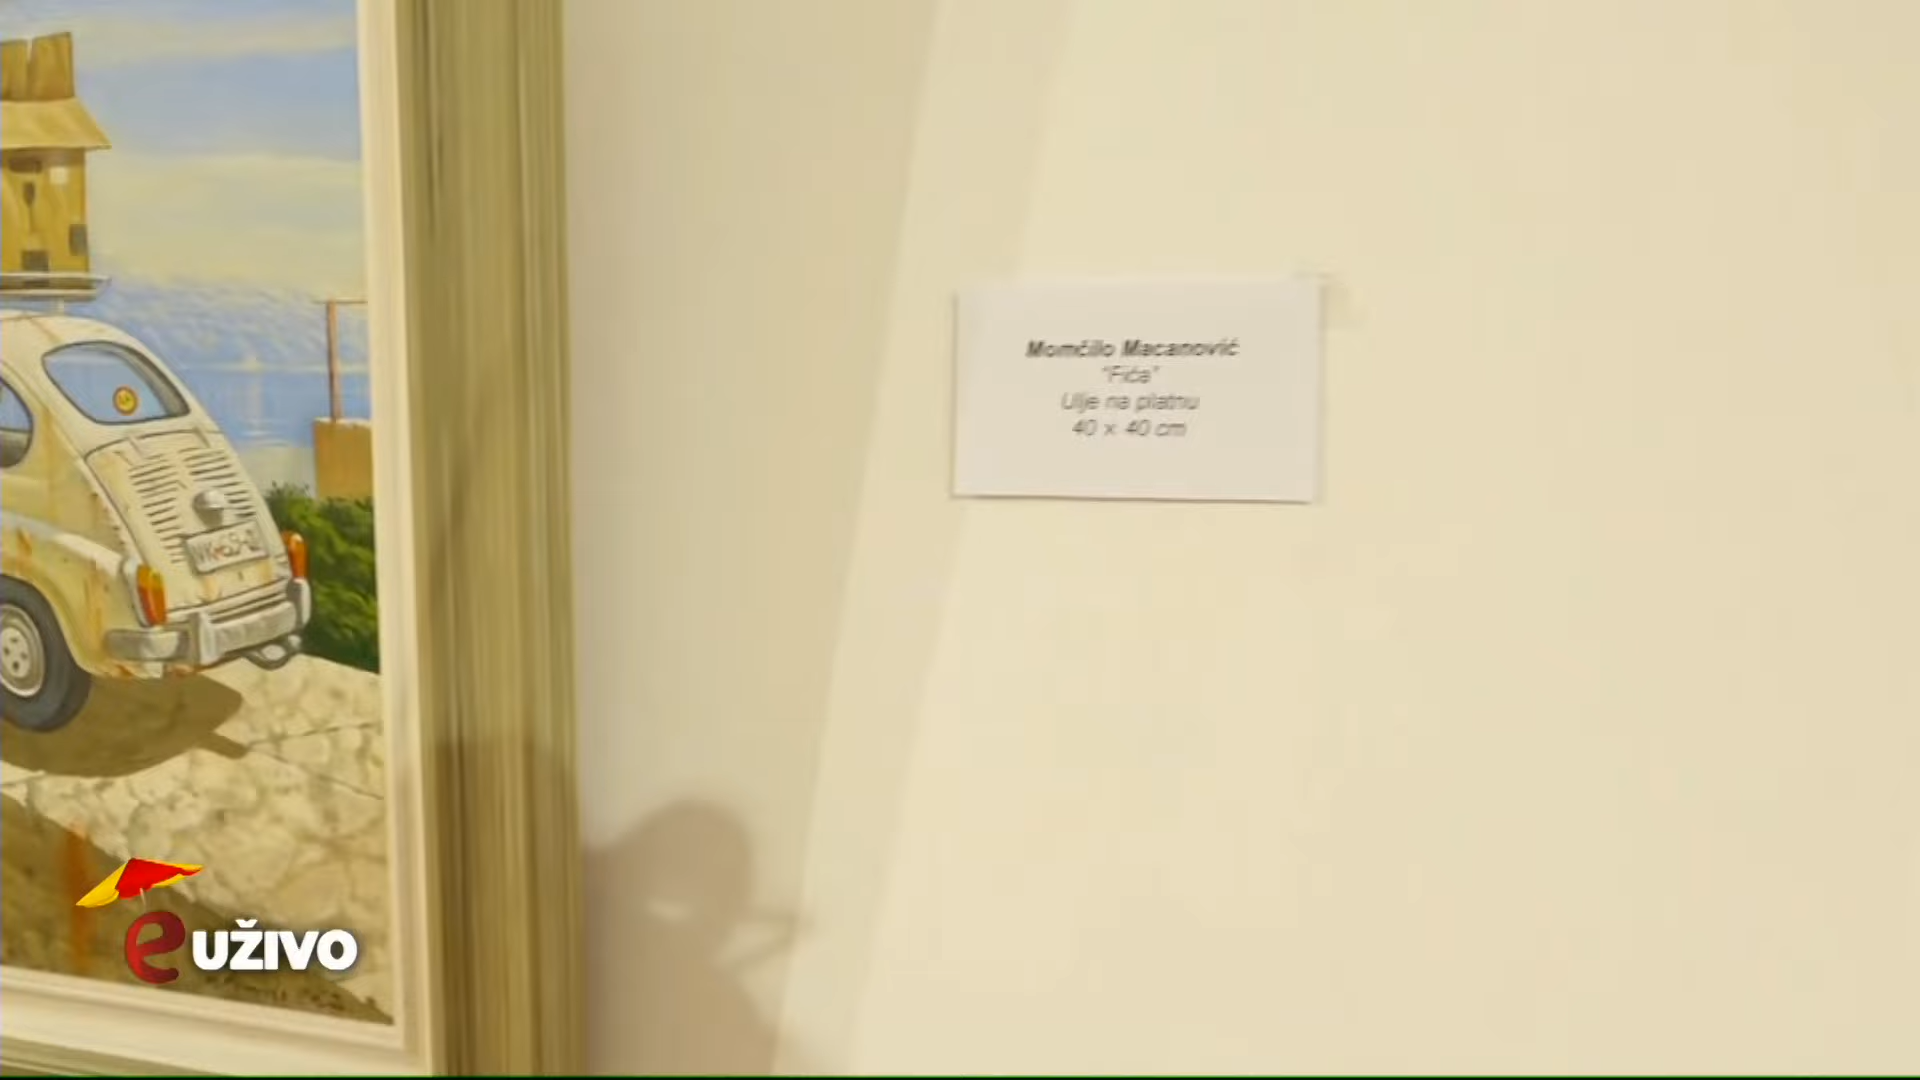 Momčilo Macanović
"Fića"
Ulje na platnu
40 × 40 cm
e UŽIVO